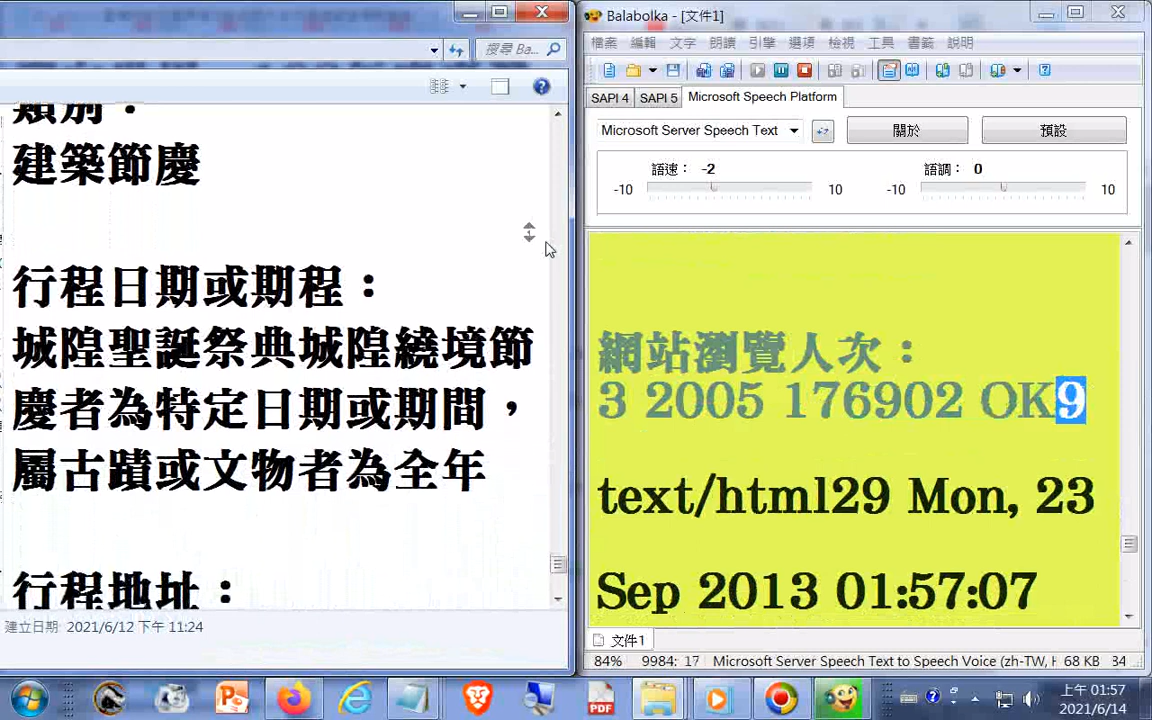 搜尋 Ba...
類別：
建築節慶
行程日期或期程：
城隍聖誕祭典城隍繞境節
慶者為特定日期或期間，
屬古蹟或文物者為全年
行程地址：
建立日期: 2021/6/12 下午 11:24
Balabolka - [文件1]
檔案 編輯 文字 朗讀 引擎 選項 檢視 工具 書籤 說明
SAPI 4 SAPI 5 Microsoft Speech Platform
Microsoft Server Speech Text 關於 預設
語速： -2 語調： 0
-10 10 -10 10
網站瀏覽人次：
3 2005 176902 OK9
text/html29 Mon, 23
Sep 2013 01:57:07
文件1
84% 9984: 17 Microsoft Server Speech Text to Speech Voice (zh-TW, H 68 KB 34
PDF
上午 01:57
2021/6/14